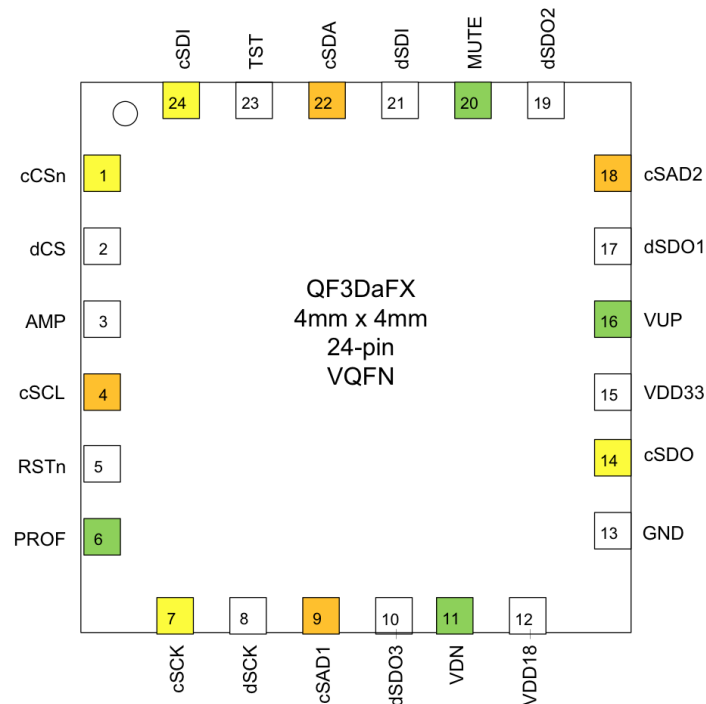 cSDI
TST
cSDA
dSDI
MUTE
dSDO2
24
23
22
21
20
19
cCSn 1
dCS 2
AMP 3
cSCL 4
RSTn 5
PROF 6
QF3DaFX
4mm x 4mm
24-pin
VQFN
18 cSAD2
17 dSDO1
16 VUP
15 VDD33
14 cSDO
13 GND
7
8
9
10
11
12
cSCK
dSCK
cSAD1
dSDO3
VDN
VDD18